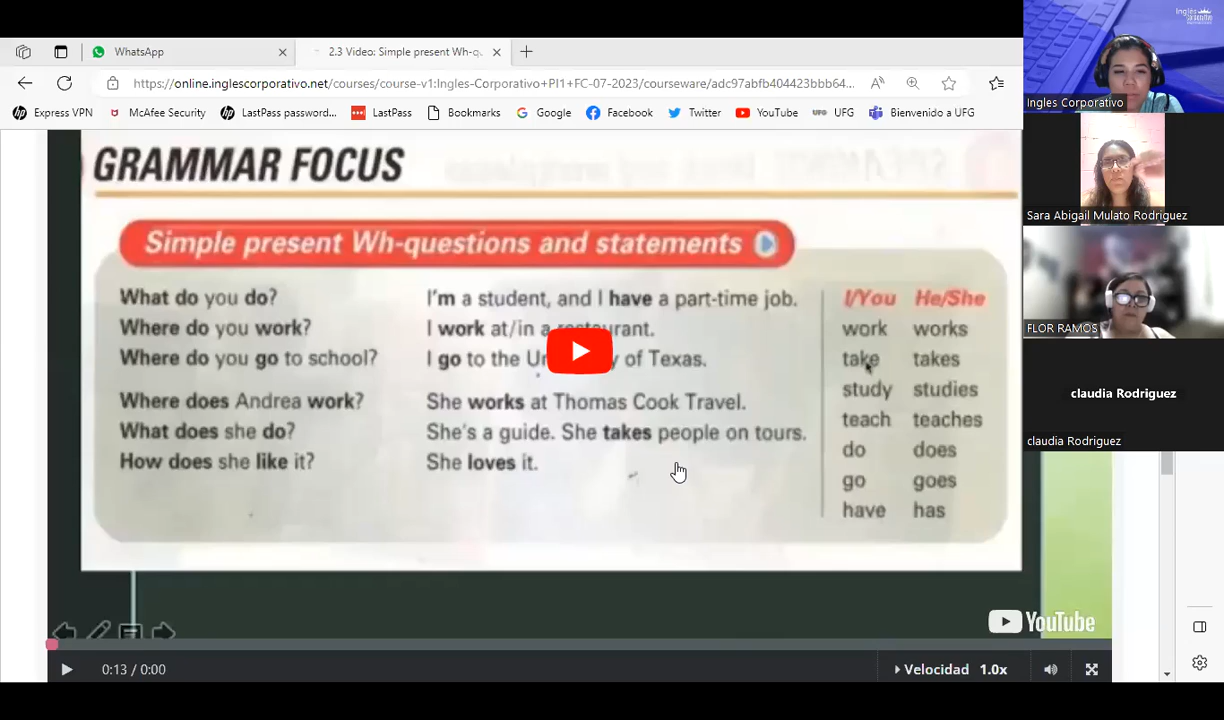 WhatsApp
2.3 Video: Simple present Wh-q
https://online.inglescorporativo.net/courses/course-v1:Ingles-Corporativo+PI1+FC-07-2023/courseware/adc97abfb404423bbb64...
Express VPN
McAfee Security
LastPass password...
LastPass
Bookmarks
Google
Facebook
Twitter
YouTube
UFG
Bienvenido a UFG
GRAMMAR FOCUS
Simple present Wh-questions and statements
What do you do? I'm a student, and I have a part-time job.
Where do you work? I work at/in a restaurant.
Where do you go to school? I go to the of Texas.
Where does Andrea work? She works at Thomas Cook Travel.
What does she do? She's a guide. She takes people on tours.
How does she like it? She loves it.
I/You He/She
work works
take takes
study studies
teach teaches
do does
go goes
have has
YouTube
0:13 / 0:00
Velocidad 1.0x
Inglés
Ingles Corporativo
Sara Abigail Mulato Rodriguez
FLOR RAMOS
claudia Rodriguez
claudia Rodriguez